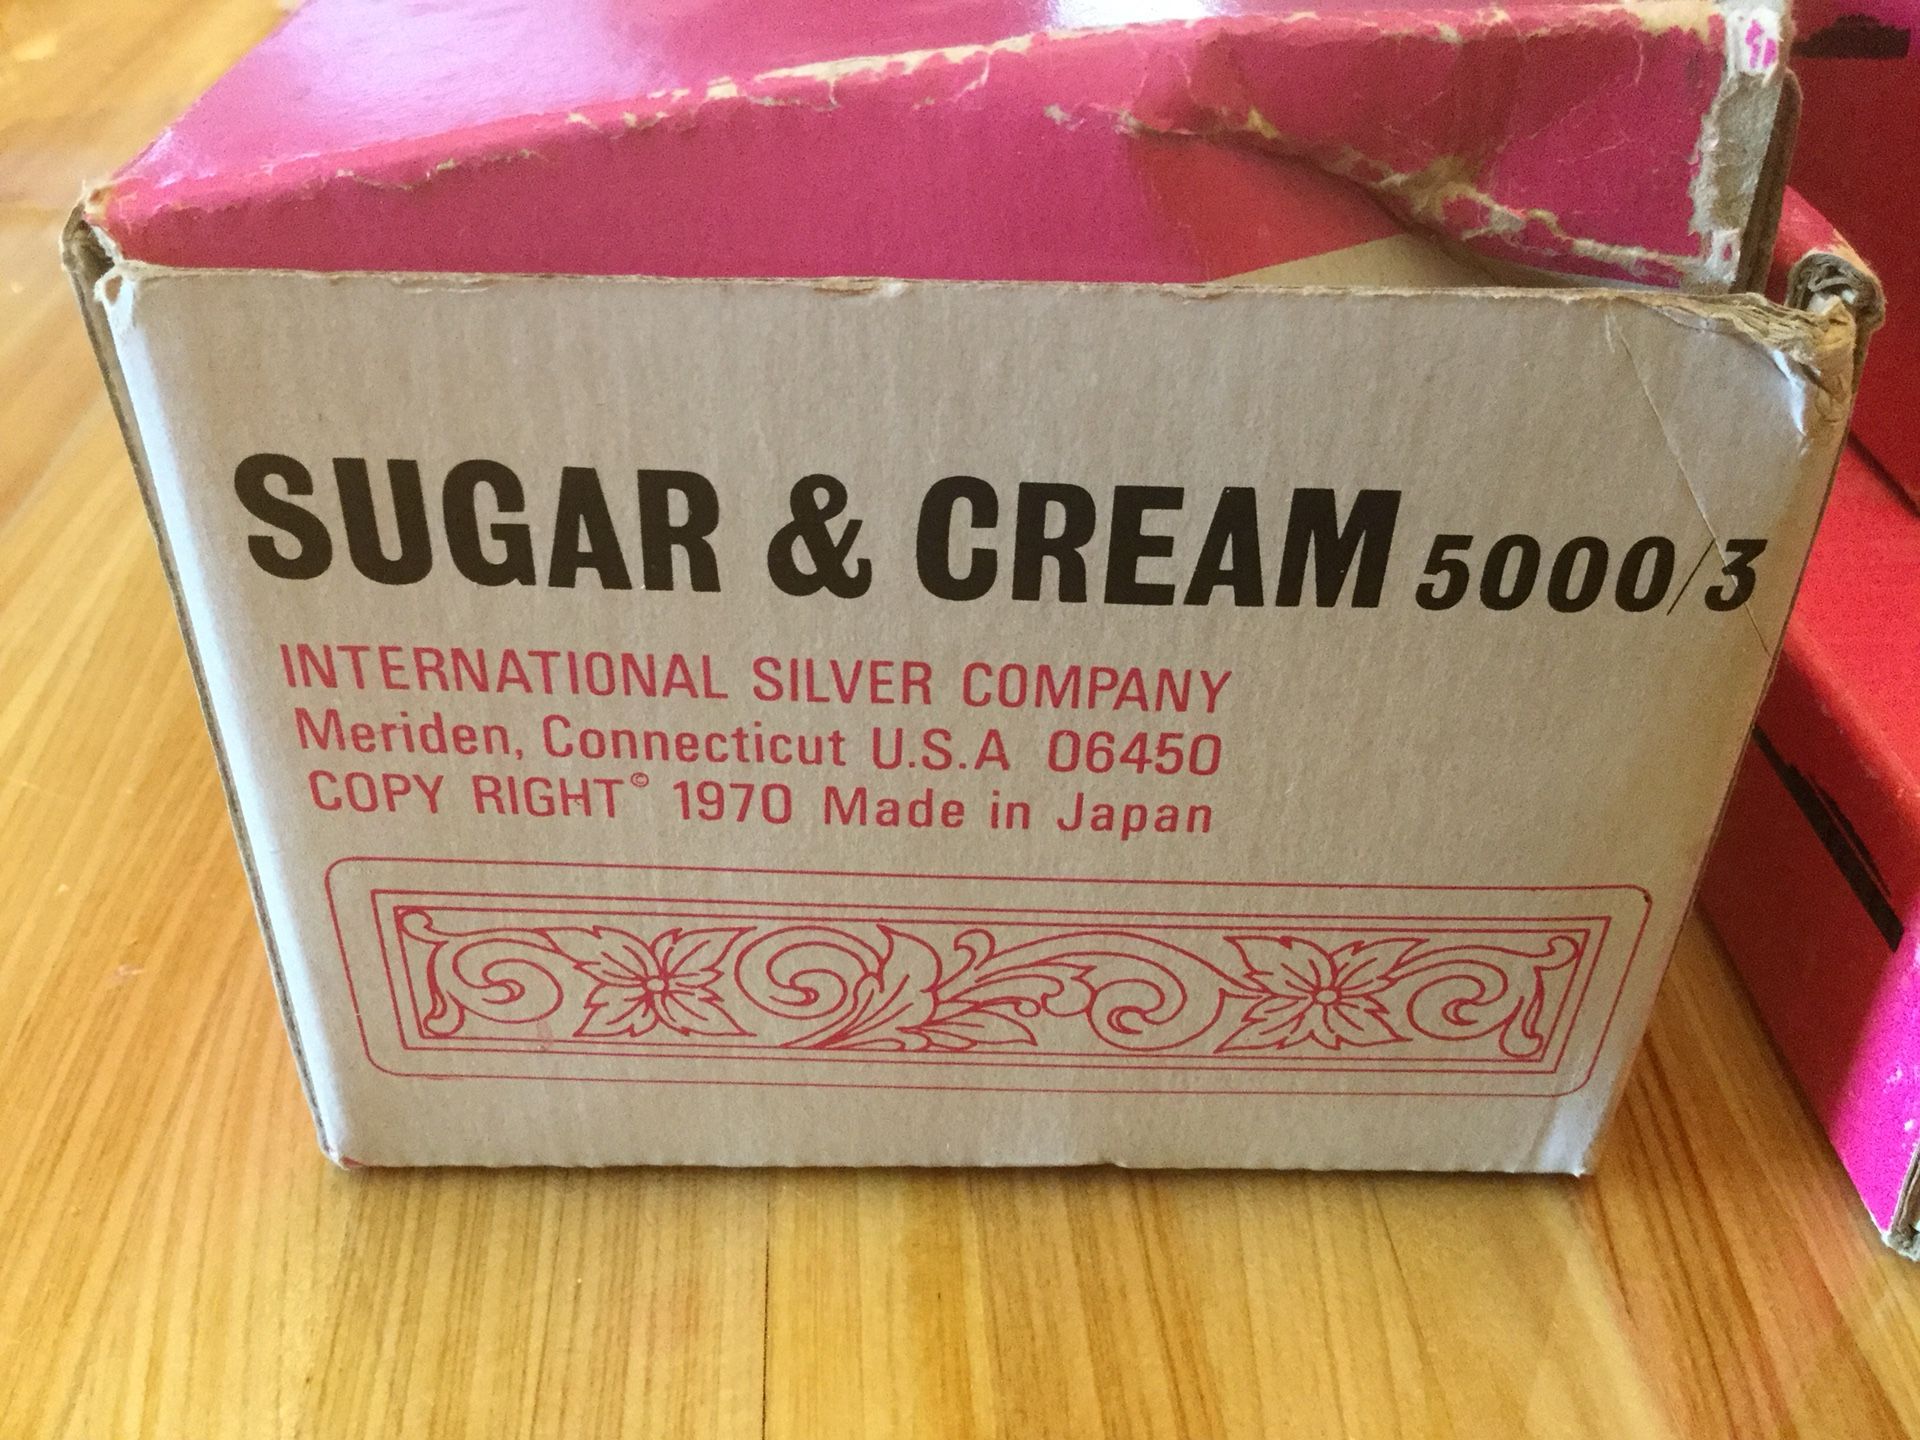 SUGAR & CREAM 5000/3
INTERNATIONAL SILVER COMPANY
Meriden, Connecticut U.S.A 06450
COPY RIGHT© 1970 Made in Japan